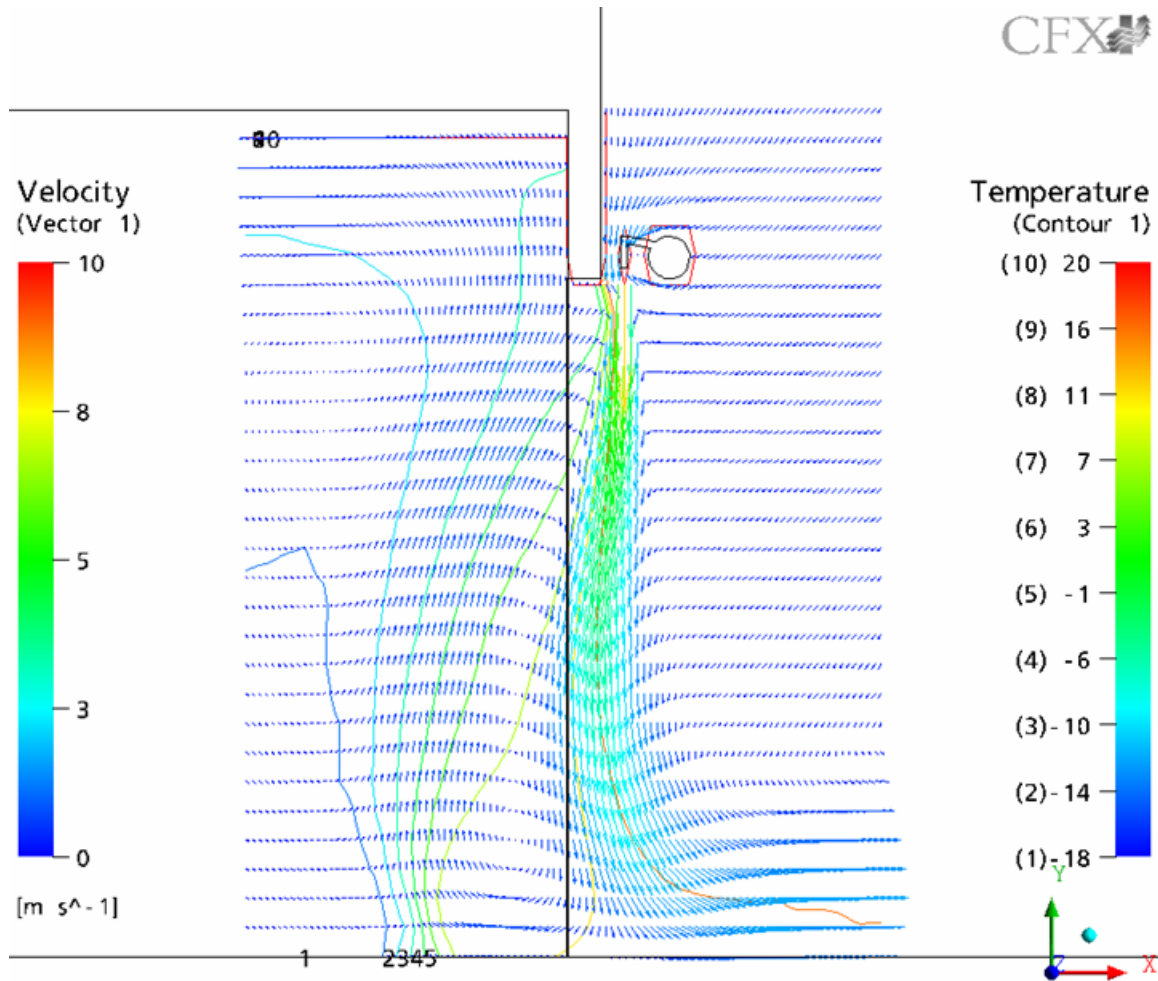 CFX
Velocity
(Vector 1)
10
8
5
3
0
[m s^-1]
Temperature
(Contour 1)
(10) 20
(9) 16
(8) 11
(7) 7
(6) 3
(5) -1
(4) -6
(3)-10
(2)-14
(1)-18
1
2345
Y
Z
X